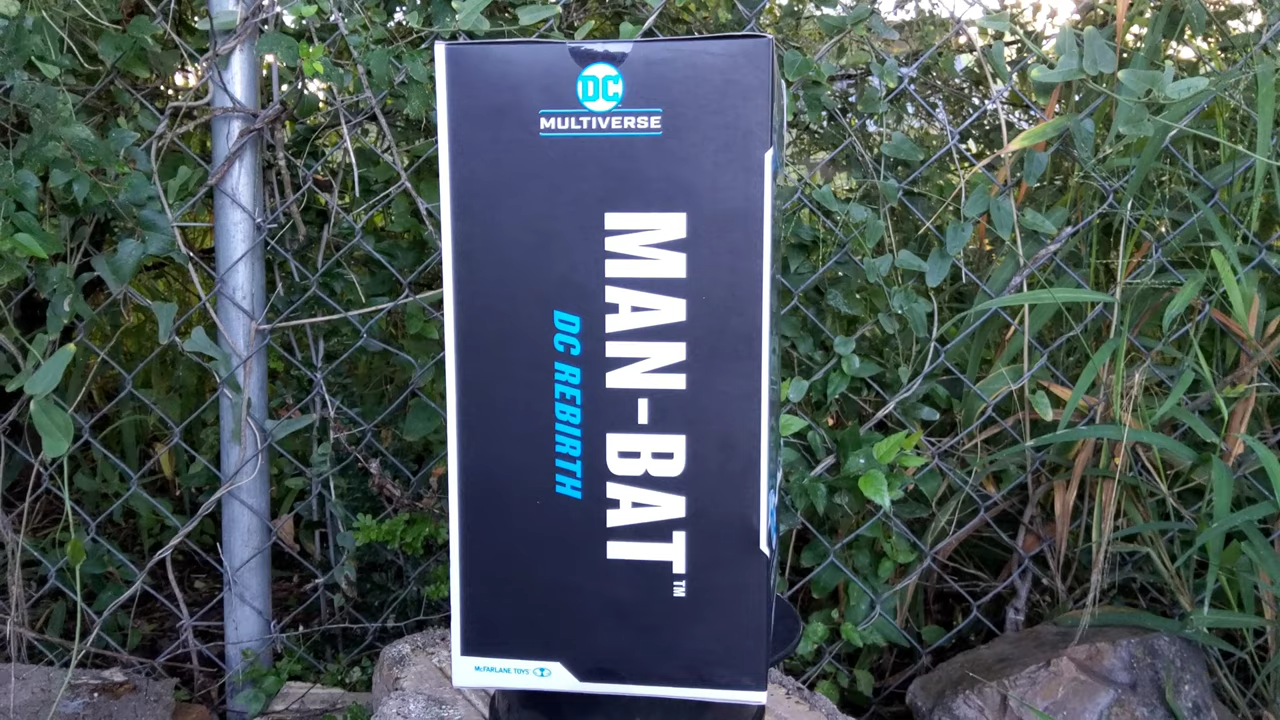 DC
MULTIVERSE
MAN-BAT™
DC REBIRTH
McFARLANE TOYS